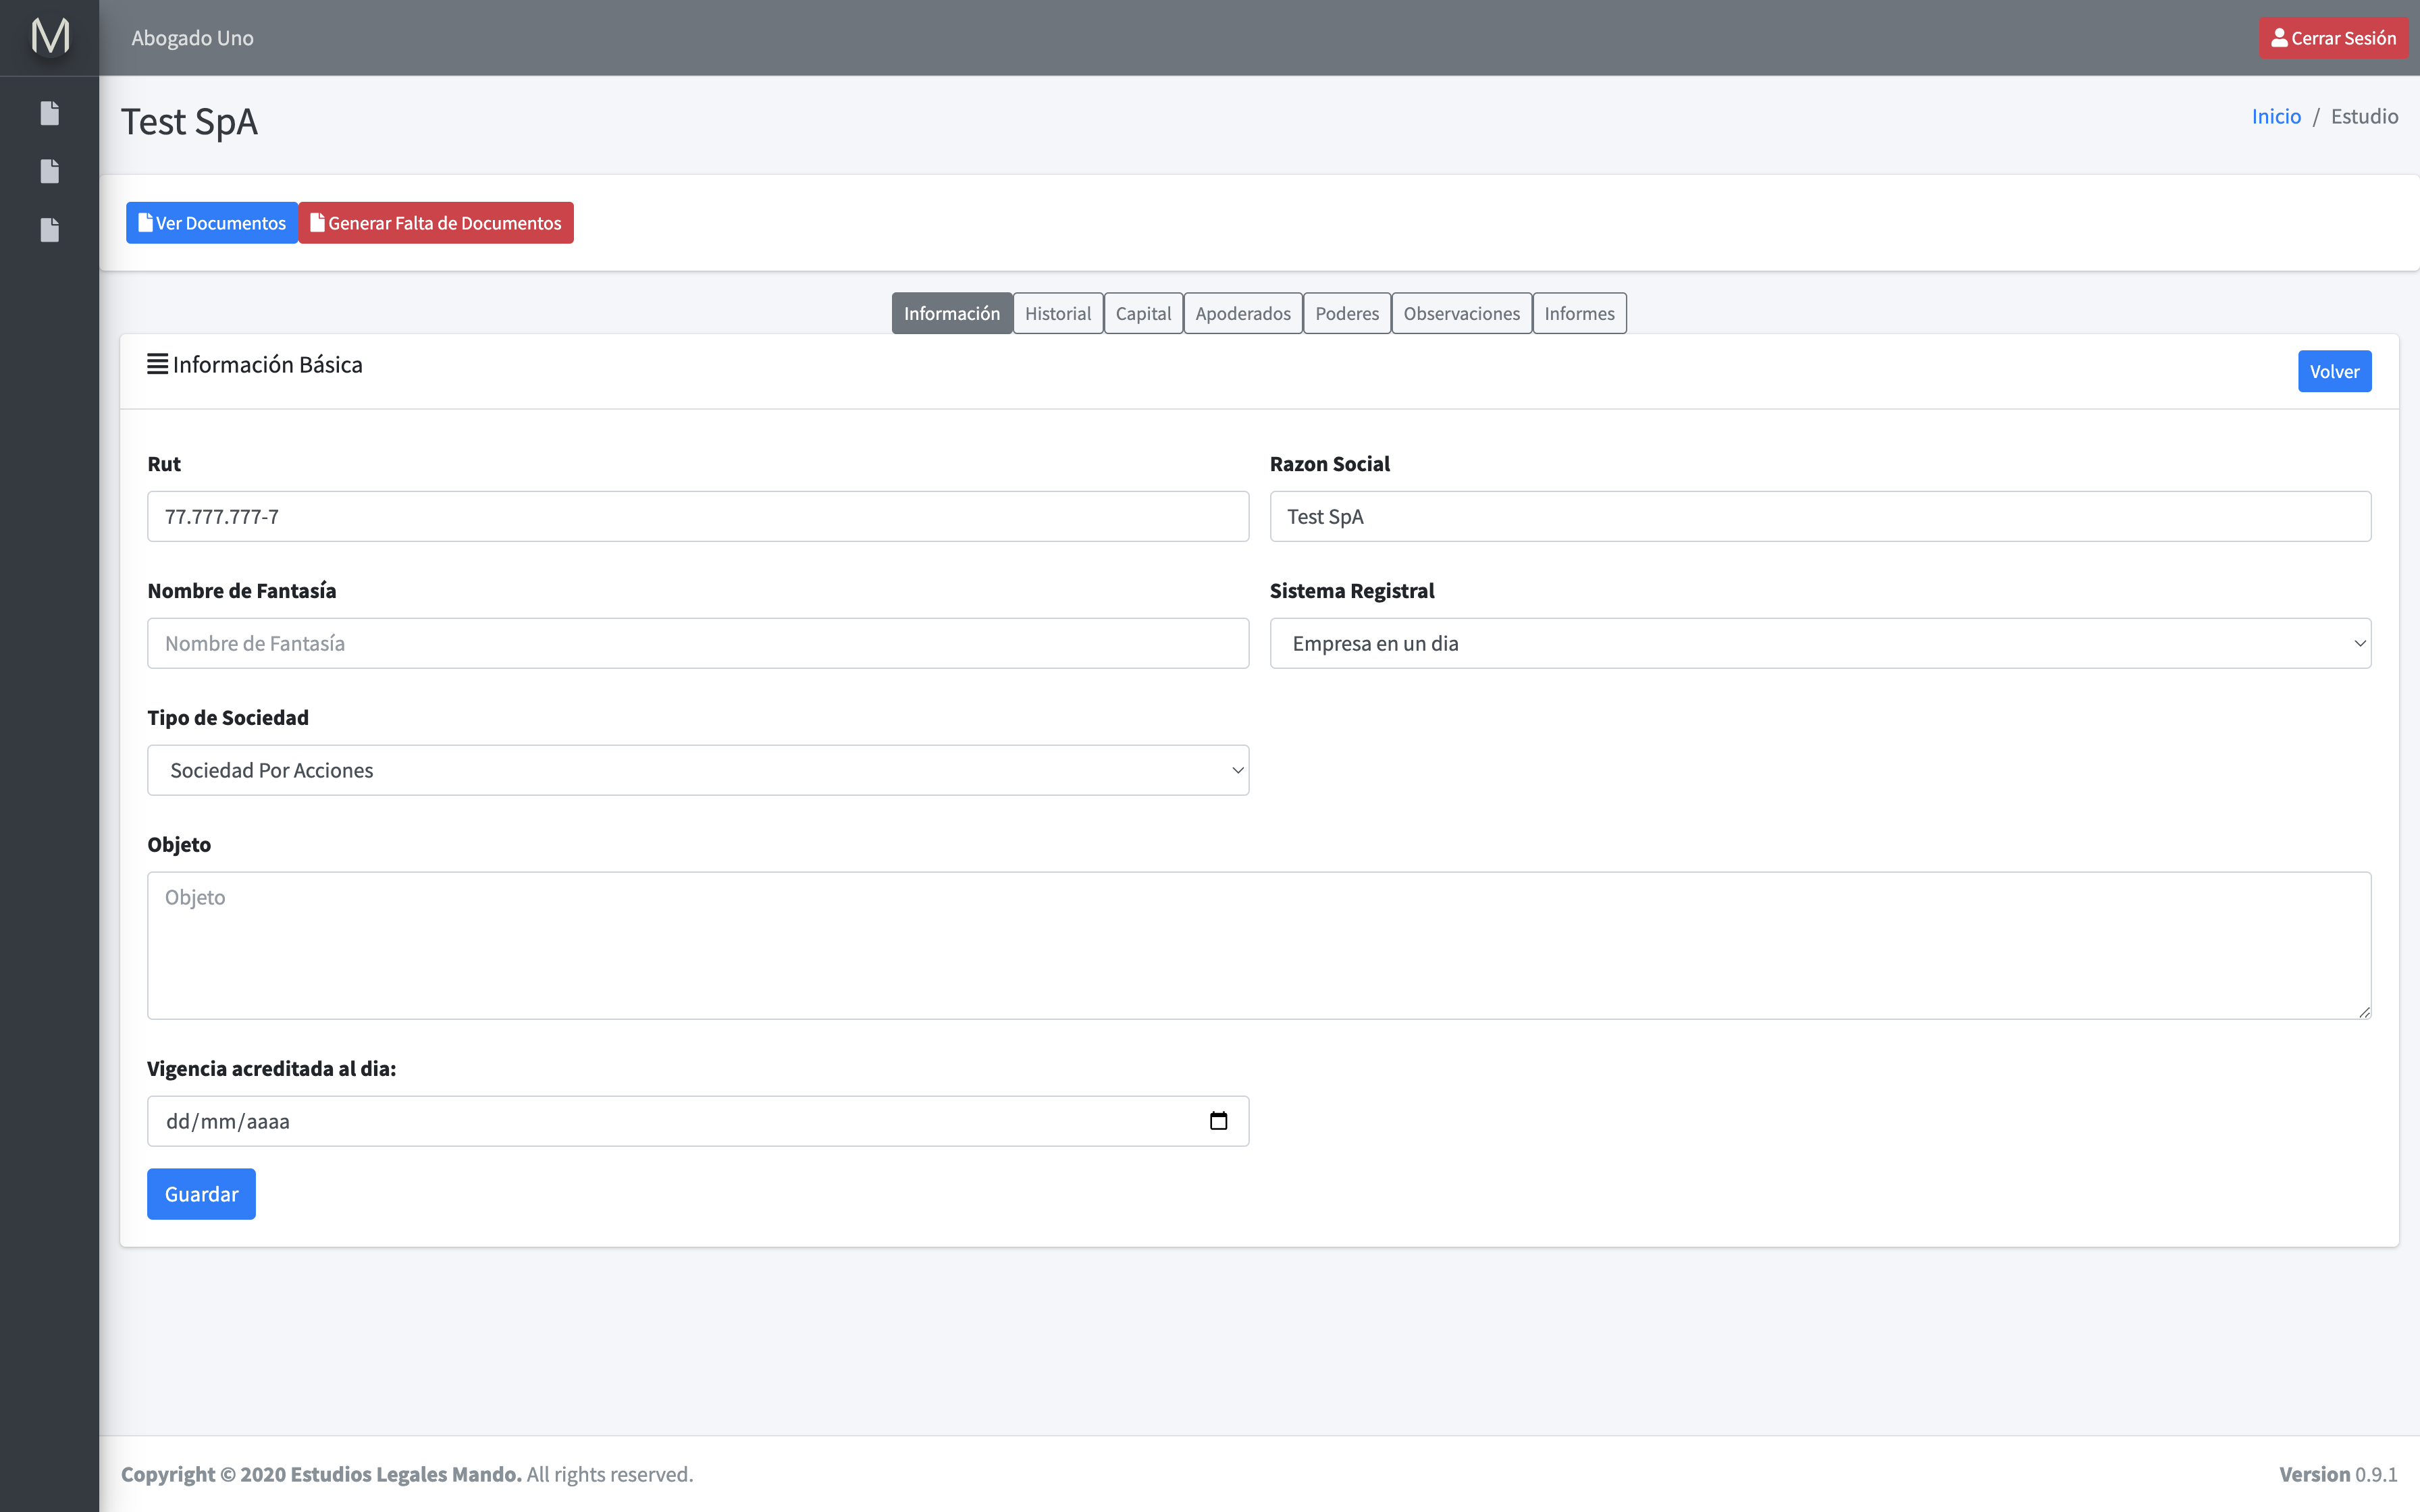 M
Abogado Uno
Cerrar Sesión
Test SpA
Inicio / Estudio
Ver Documentos
Generar Falta de Documentos
Información
Historial
Capital
Apoderados
Poderes
Observaciones
Informes
Información Básica
Volver
Rut
Razon Social
77.777.777-7
Test SpA
Nombre de Fantasía
Sistema Registral
Nombre de Fantasía
Empresa en un dia
Tipo de Sociedad
Sociedad Por Acciones
Objeto
Objeto
Vigencia acreditada al dia:
dd/mm/aaaa
Guardar
Copyright © 2020 Estudios Legales Mando. All rights reserved.
Version 0.9.1